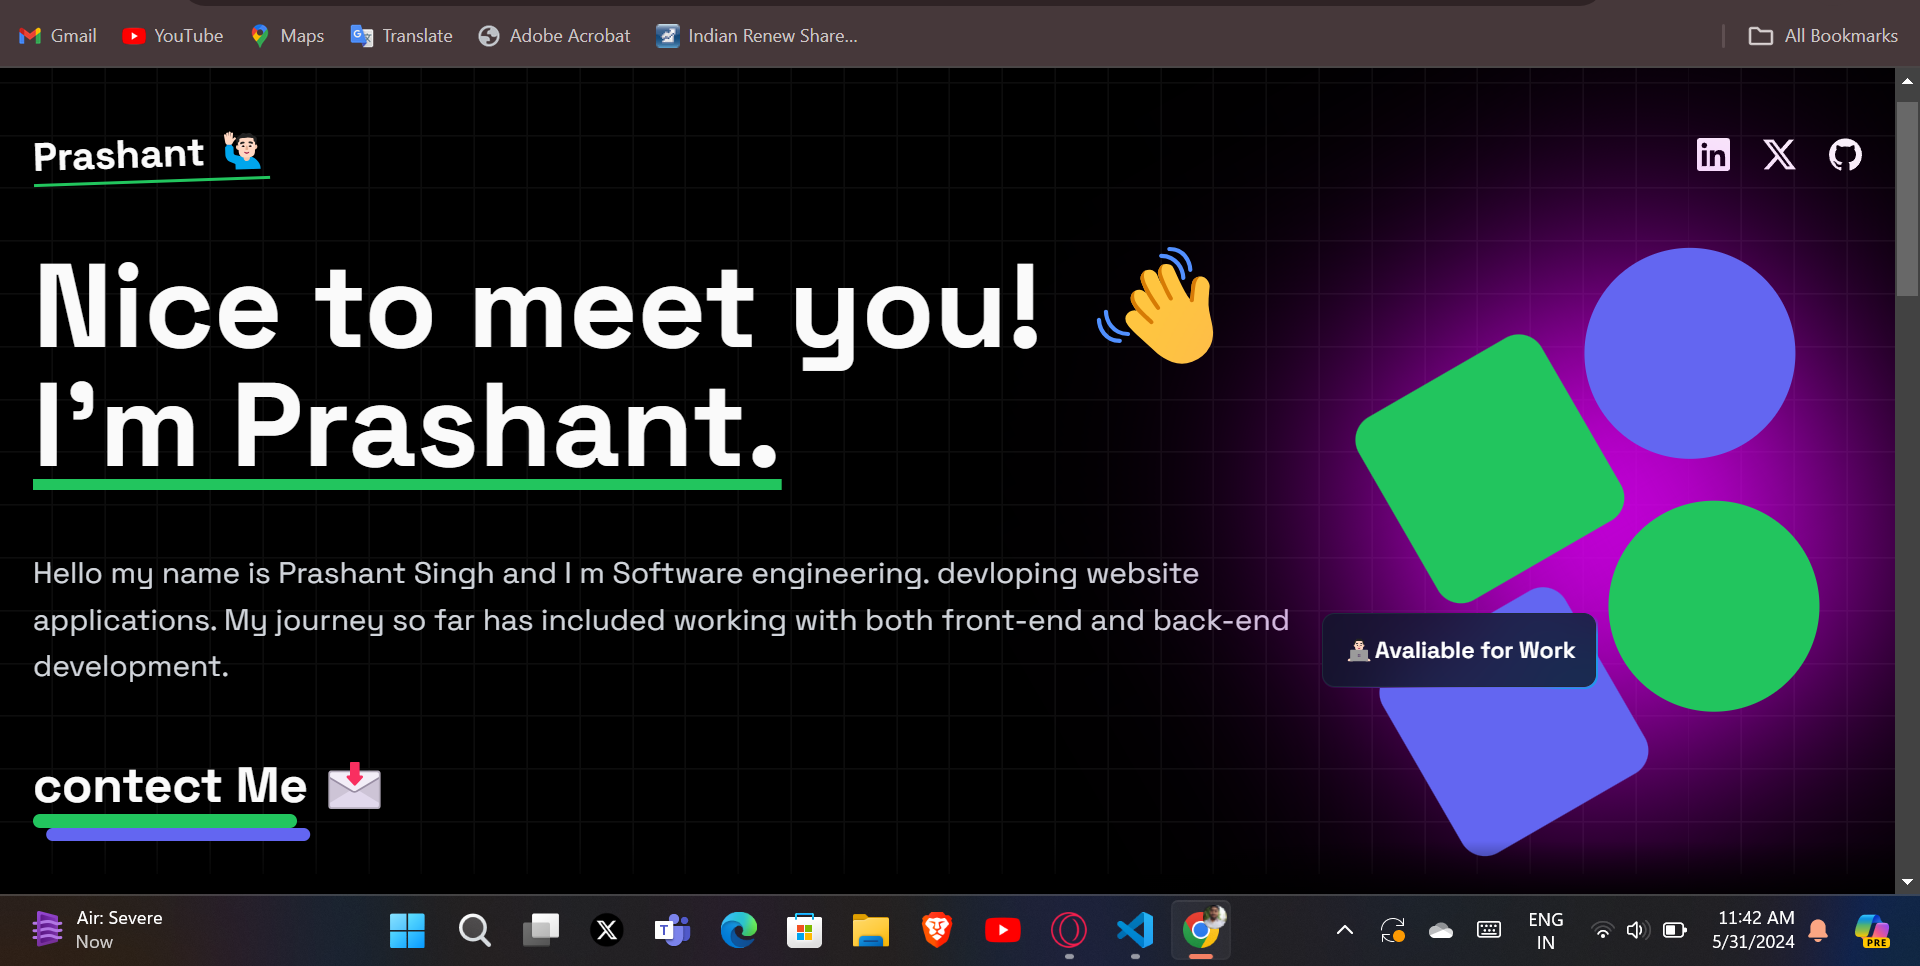 Gmail YouTube Maps Translate Adobe Acrobat Indian Renew Share... All Bookmarks
Prashant
Nice to meet you!
I'm Prashant.
Hello my name is Prashant Singh and I m Software engineering. devloping website
applications. My journey so far has included working with both front-end and back-end
development.
Avaliable for Work
contect Me
Air: Severe
Now
ENG
IN
11:42 AM
5/31/2024
PRE